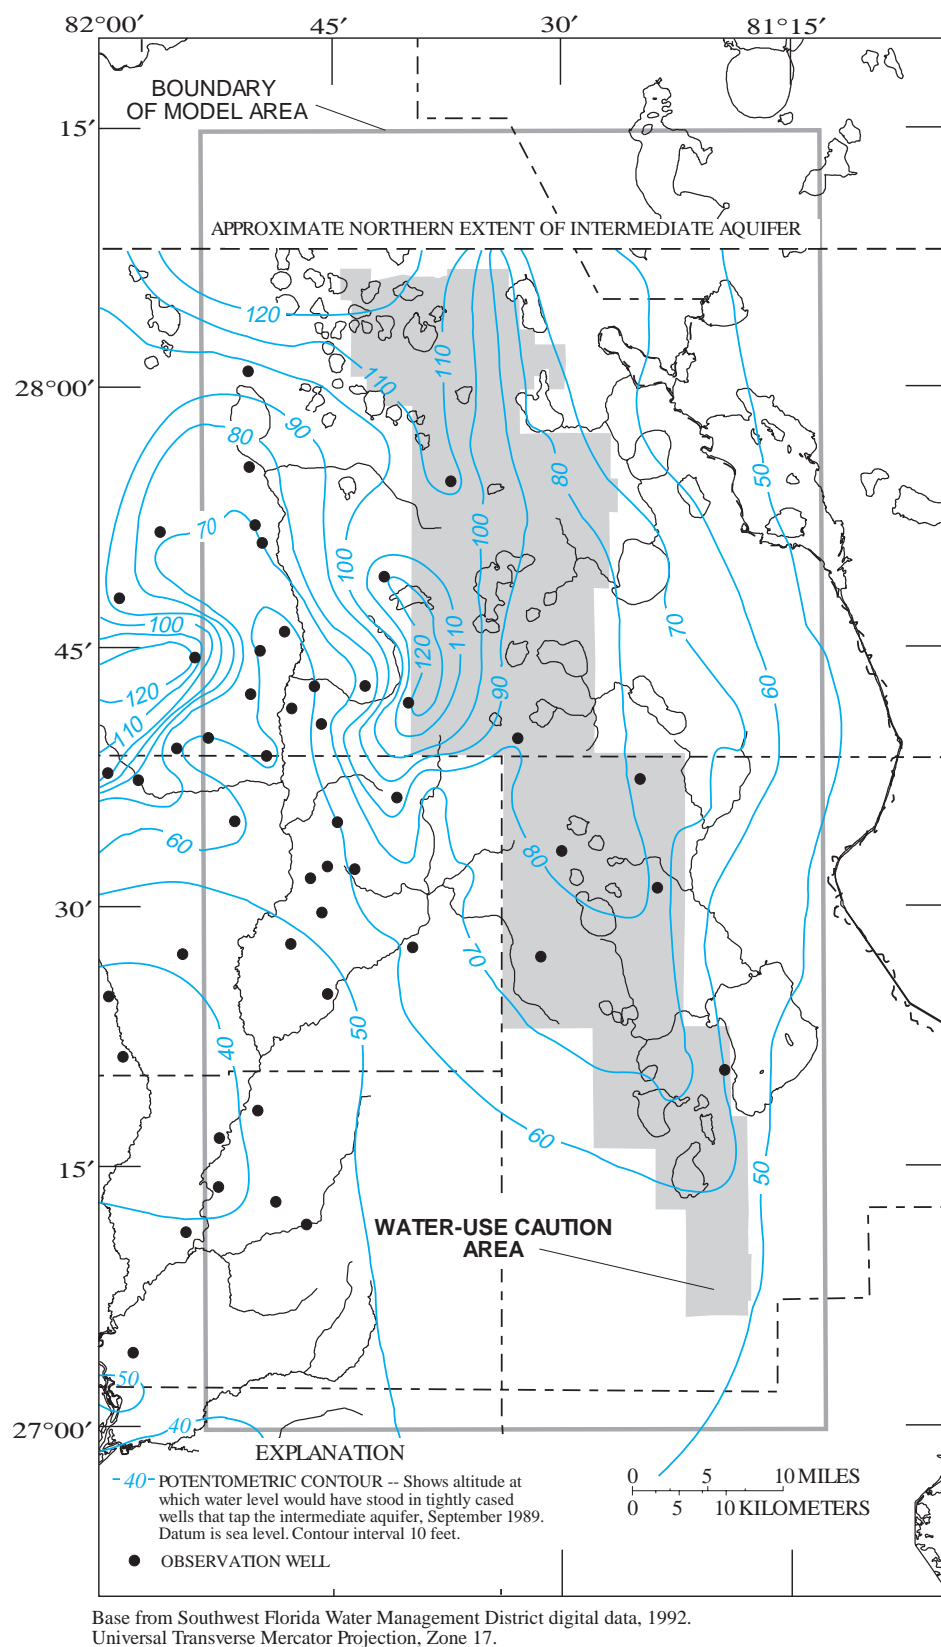 82°00′ 45′ 30′ 81°15′
BOUNDARY
OF MODEL AREA
15′
APPROXIMATE NORTHERN EXTENT OF INTERMEDIATE AQUIFER
120
110
28°00′
110
90
80
80
50
70
100
100
70
100
110
120
45′
120
90
60
110
60
80
30′
70
50
40
60
15′
50
WATER-USE CAUTION
AREA
50
40
27°00′
EXPLANATION
40 POTENTOMETRIC CONTOUR -- Shows altitude at
which water level would have stood in tightly cased
wells that tap the intermediate aquifer, September 1989.
Datum is sea level. Contour interval 10 feet.
OBSERVATION WELL
0 5 10 MILES
0 5 10 KILOMETERS
Base from Southwest Florida Water Management District digital data, 1992.
Universal Transverse Mercator Projection, Zone 17.